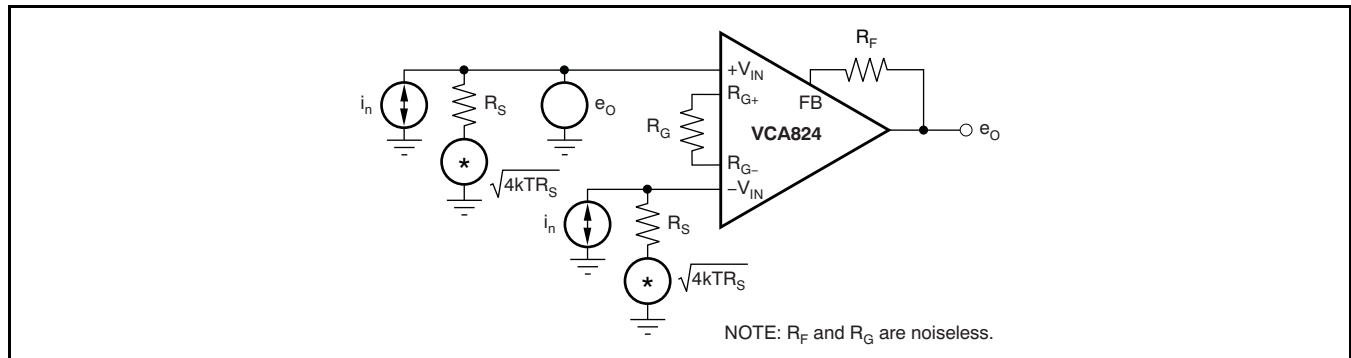 R_F
+V_IN
R_G+
FB
i_n
R_S
e_O
R_G
VCA824
e_O
*
√4kTR_S
R_G−
−V_IN
i_n
R_S
*
√4kTR_S
NOTE: R_F and R_G are noiseless.